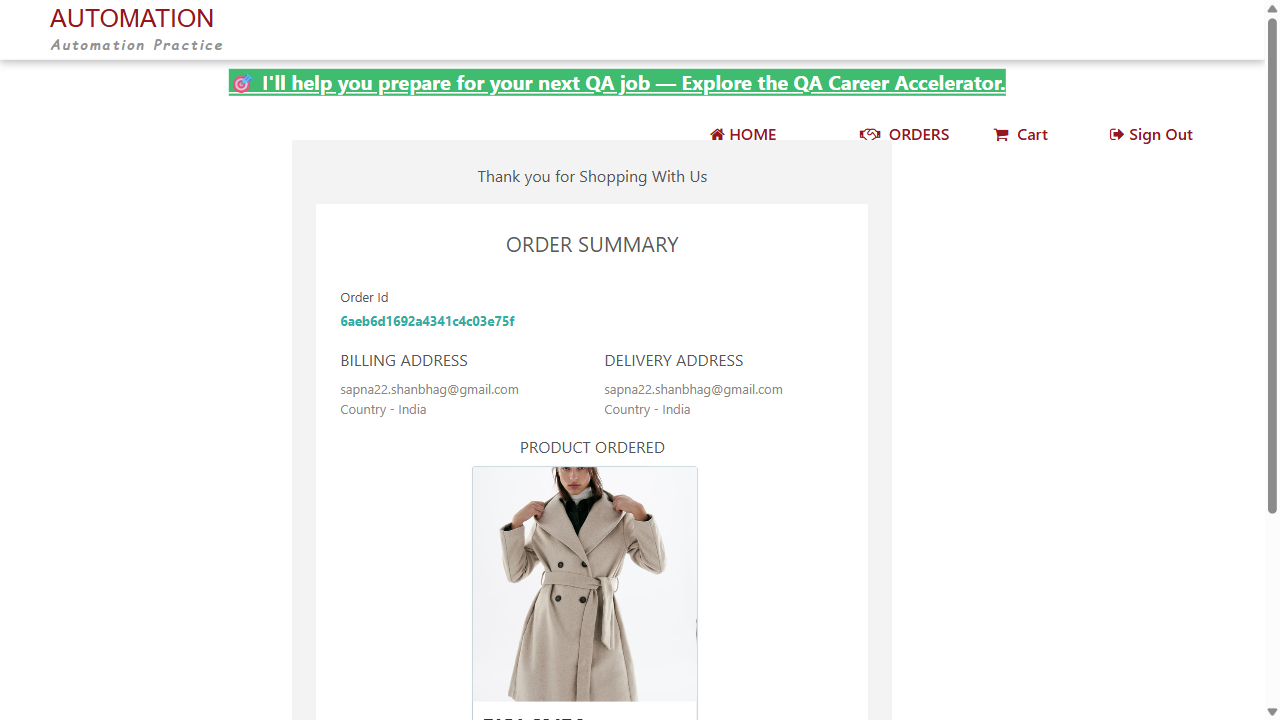 AUTOMATION
Automation Practice
🎯 I'll help you prepare for your next QA job — Explore the QA Career Accelerator.
HOME ORDERS Cart Sign Out
Thank you for Shopping With Us
ORDER SUMMARY
Order Id
6aeb6d1692a4341c4c03e75f
BILLING ADDRESS
sapna22.shanbhag@gmail.com
Country - India
DELIVERY ADDRESS
sapna22.shanbhag@gmail.com
Country - India
PRODUCT ORDERED